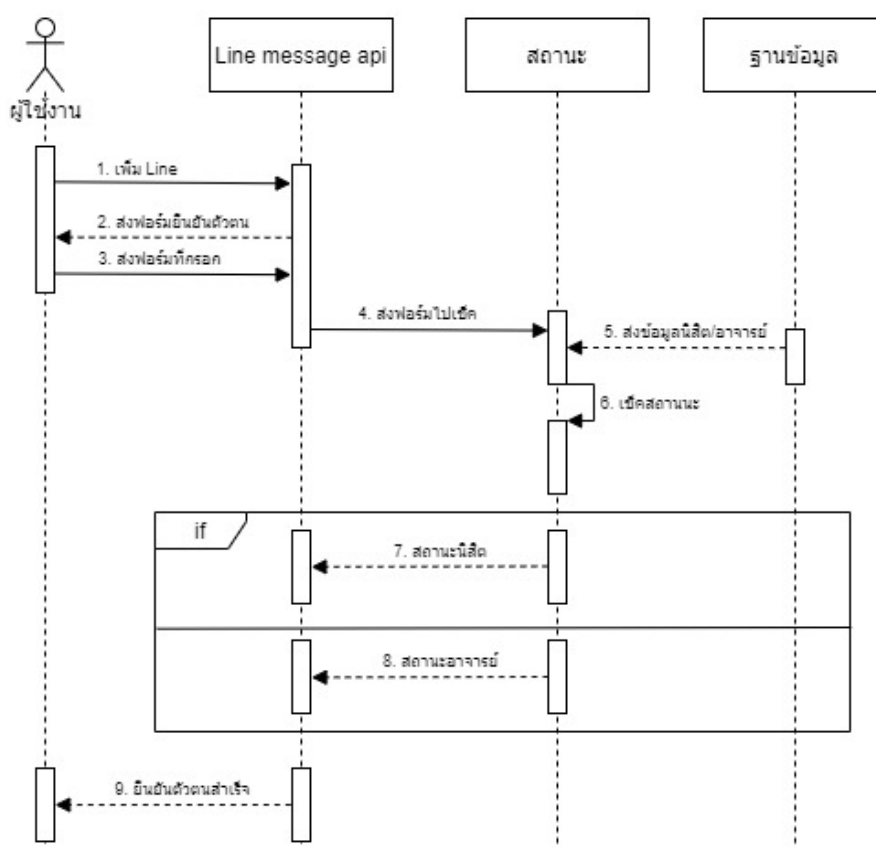 Line message api
สถานะ
ฐานข้อมูล
ผู้ใช้งาน
1. เพิ่ม Line
2. ส่งฟอร์มยืนยันตัวตน
3. ส่งฟอร์มที่กรอก
4. ส่งฟอร์มไปเช็ค
5. ส่งข้อมูลนิสิต/อาจารย์
6. เช็คสถานนะ
if
7. สถานะนิสิต
8. สถานะอาจารย์
9. ยืนยันตัวตนสำเร็จ